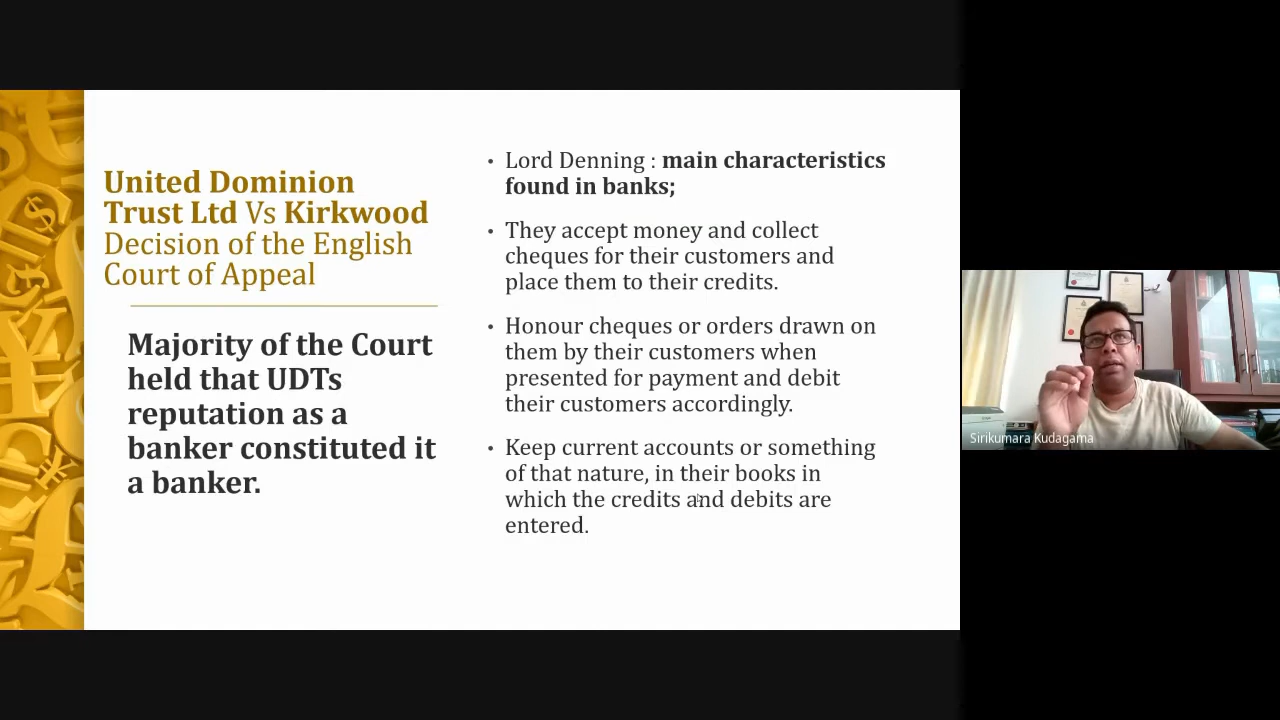 United Dominion
Trust Ltd Vs Kirkwood
Decision of the English
Court of Appeal
Majority of the Court
held that UDTs
reputation as a
banker constituted it
a banker.
• Lord Denning : main characteristics
found in banks;
• They accept money and collect
cheques for their customers and
place them to their credits.
• Honour cheques or orders drawn on
them by their customers when
presented for payment and debit
their customers accordingly.
• Keep current accounts or something
of that nature, in their books in
which the credits and debits are
entered.
Sirikumara Kudagama